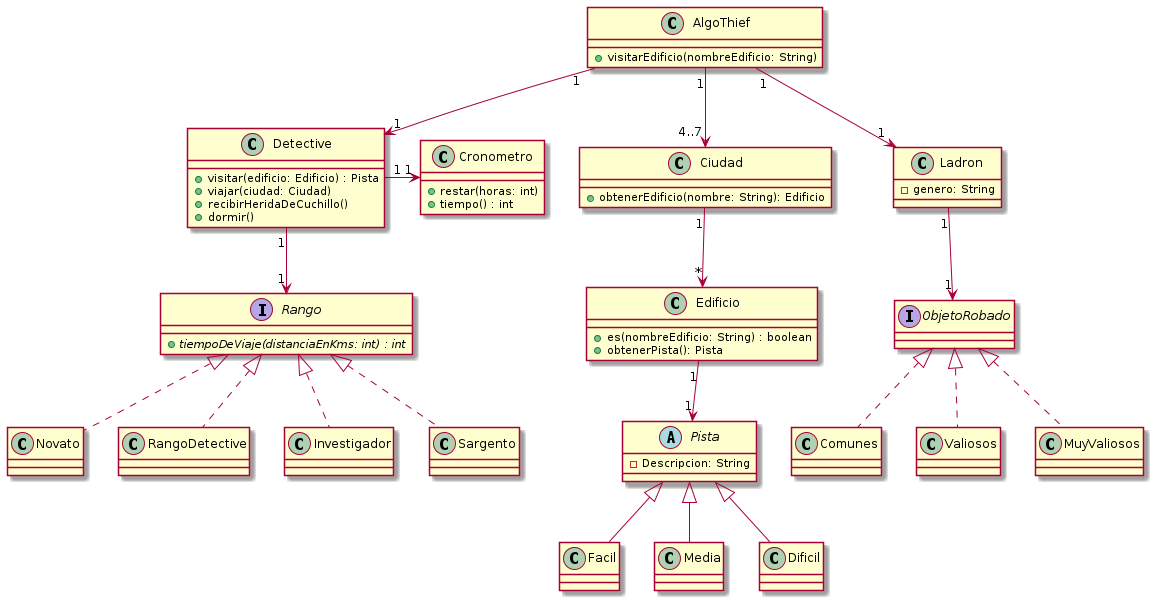 C AlgoThief
visitarEdificio(nombreEdificio: String)
1
1
1
1
4..7
1
C Detective
visitar(edificio: Edificio) : Pista
viajar(ciudad: Ciudad)
recibirHeridaDeCuchillo()
dormir()
1 1
C Cronometro
restar(horas: int)
tiempo() : int
C Ciudad
obtenerEdificio(nombre: String): Edificio
C Ladron
genero: String
1
1
1
*
1
1
I Rango
tiempoDeViaje(distanciaEnKms: int) : int
C Edificio
es(nombreEdificio: String) : boolean
obtenerPista(): Pista
I ObjetoRobado
1
1
C Novato
C RangoDetective
C Investigador
C Sargento
A Pista
Descripcion: String
C Comunes
C Valiosos
C MuyValiosos
C Facil
C Media
C Dificil